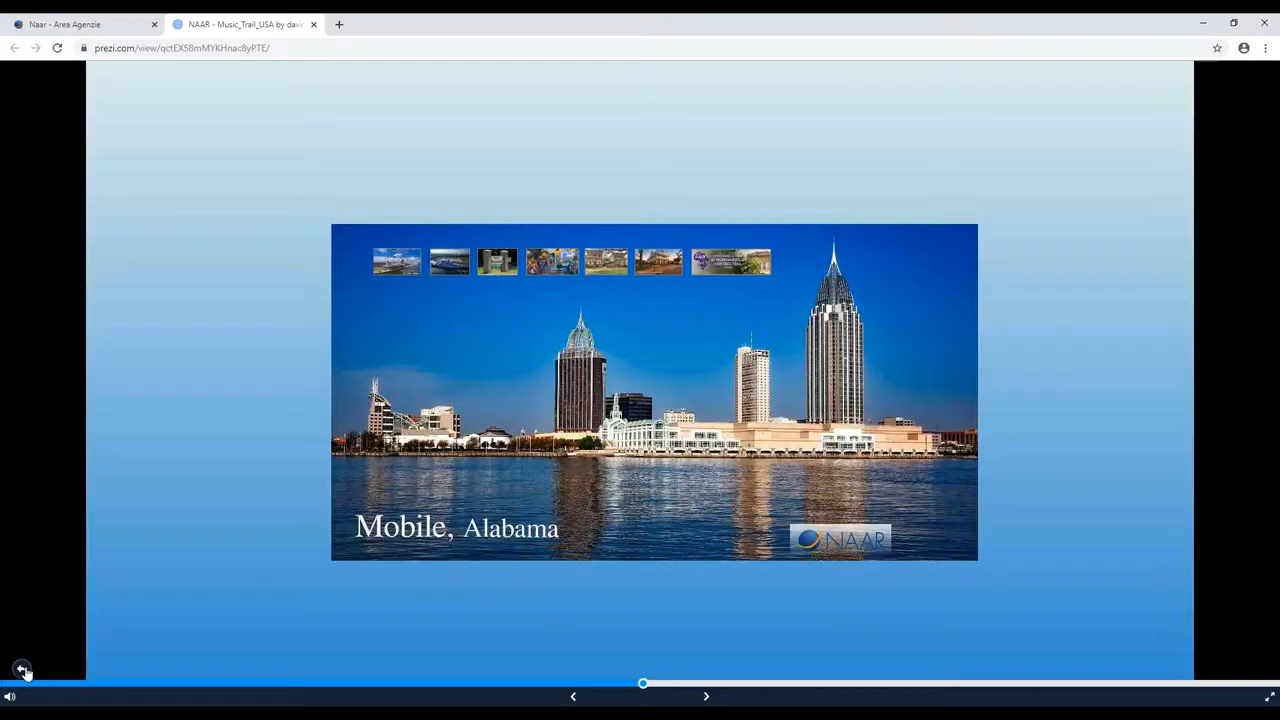 Naar - Area Agenzie
NAAR - Music_Trail_USA by davi
prezi.com/view/qctEX58mMYKHnac8yPTE/
Mobile, Alabama
NAAR